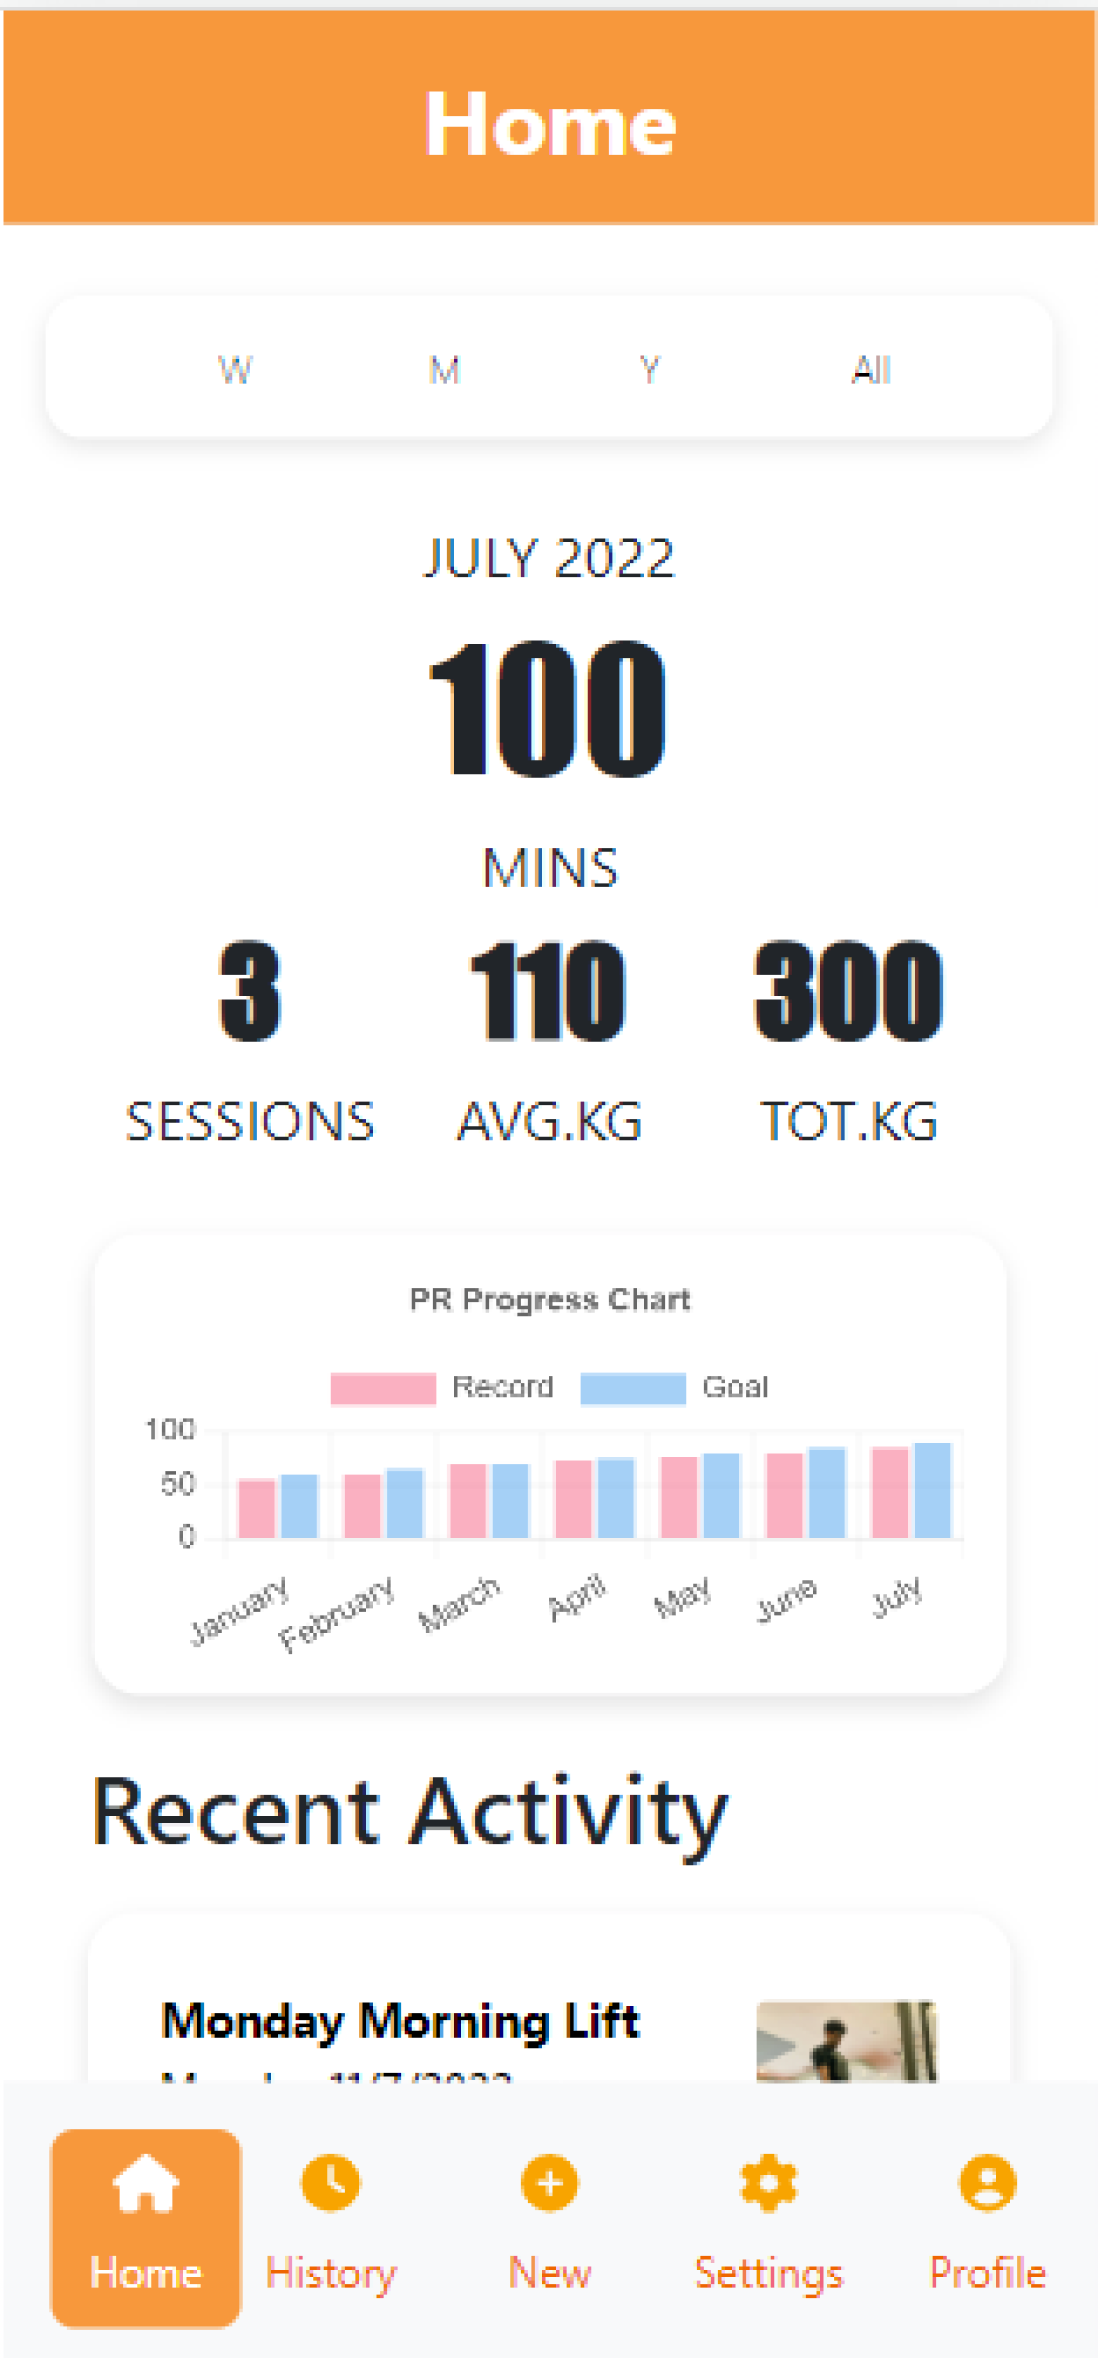 Home
W M Y All
JULY 2022
100
MINS
3 110 300
SESSIONS AVG.KG TOT.KG
PR Progress Chart
Record Goal
100
50
0
January February March April May June July
Recent Activity
Monday Morning Lift
Home History New Settings Profile